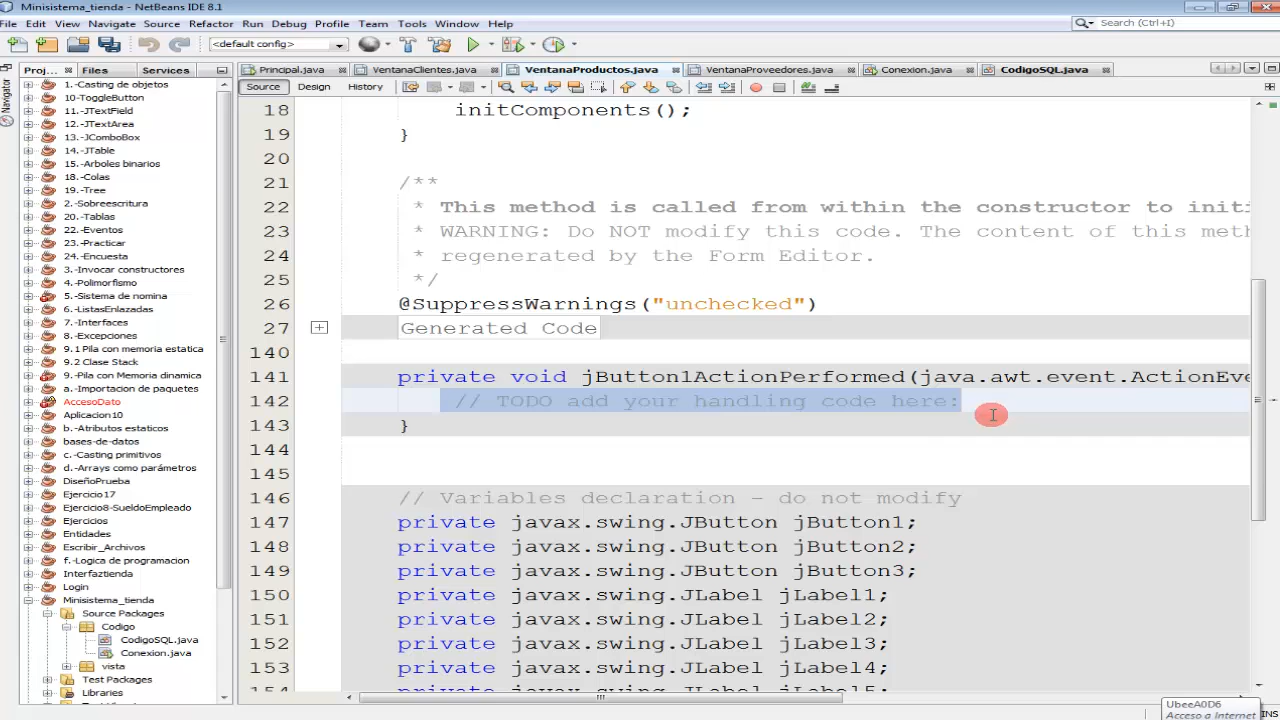 Minisistema_tienda - NetBeans IDE 8.1
File Edit View Navigate Source Refactor Run Debug Profile Team Tools Window Help
Search (Ctrl+I)
<default config>
Proj... Files Services
Navigator
Principal.java VentanaClientes.java VentanaProductos.java VentanaProveedores.java Conexion.java CodigoSQL.java
Source Design History
1.-Casting de objetos
10-ToggleButton
11.-JTextField
12.-JTextArea
13.-JComboBox
14.-JTable
15.-Arboles binarios
18.-Colas
19.-Tree
2.-Sobreescritura
20.-Tablas
22.-Eventos
23.-Practicar
24.-Encuesta
3.-Invocar constructores
4.-Polimorfismo
5.-Sistema de nomina
6.-ListasEnlazadas
7.-Interfaces
8.-Excepciones
9.1 Pila con memoria estatica
9.2 Clase Stack
9.-Pila con Memoria dinamica
a.-Importacion de paquetes
AccesoDato
Aplicacion10
b.-Atributos estaticos
bases-de-datos
c.-Casting primitivos
d.-Arrays como parámetros
DiseñoPrueba
Ejercicio17
Ejercicio8-SueldoEmpleado
Ejercicios
Entidades
Escribir_Archivos
f.-Logica de programacion
Interfaztienda
Login
Minisistema_tienda
Source Packages
Codigo
CodigoSQL.java
Conexion.java
vista
Test Packages
Libraries
18 initComponents();
19 }
20
21 /**
22 * This method is called from within the constructor to initi
23 * WARNING: Do NOT modify this code. The content of this meth
24 * regenerated by the Form Editor.
25 */
26 @SuppressWarnings("unchecked")
27 Generated Code
140
141 private void jButton1ActionPerformed(java.awt.event.ActionEve
142 // TODO add your handling code here:
143 }
144
145
146 // Variables declaration - do not modify
147 private javax.swing.JButton jButton1;
148 private javax.swing.JButton jButton2;
149 private javax.swing.JButton jButton3;
150 private javax.swing.JLabel jLabel1;
151 private javax.swing.JLabel jLabel2;
152 private javax.swing.JLabel jLabel3;
153 private javax.swing.JLabel jLabel4;
154 private javax.swing.JLabel jLabel5;
UbeeA0D6
Acceso a Internet
INS